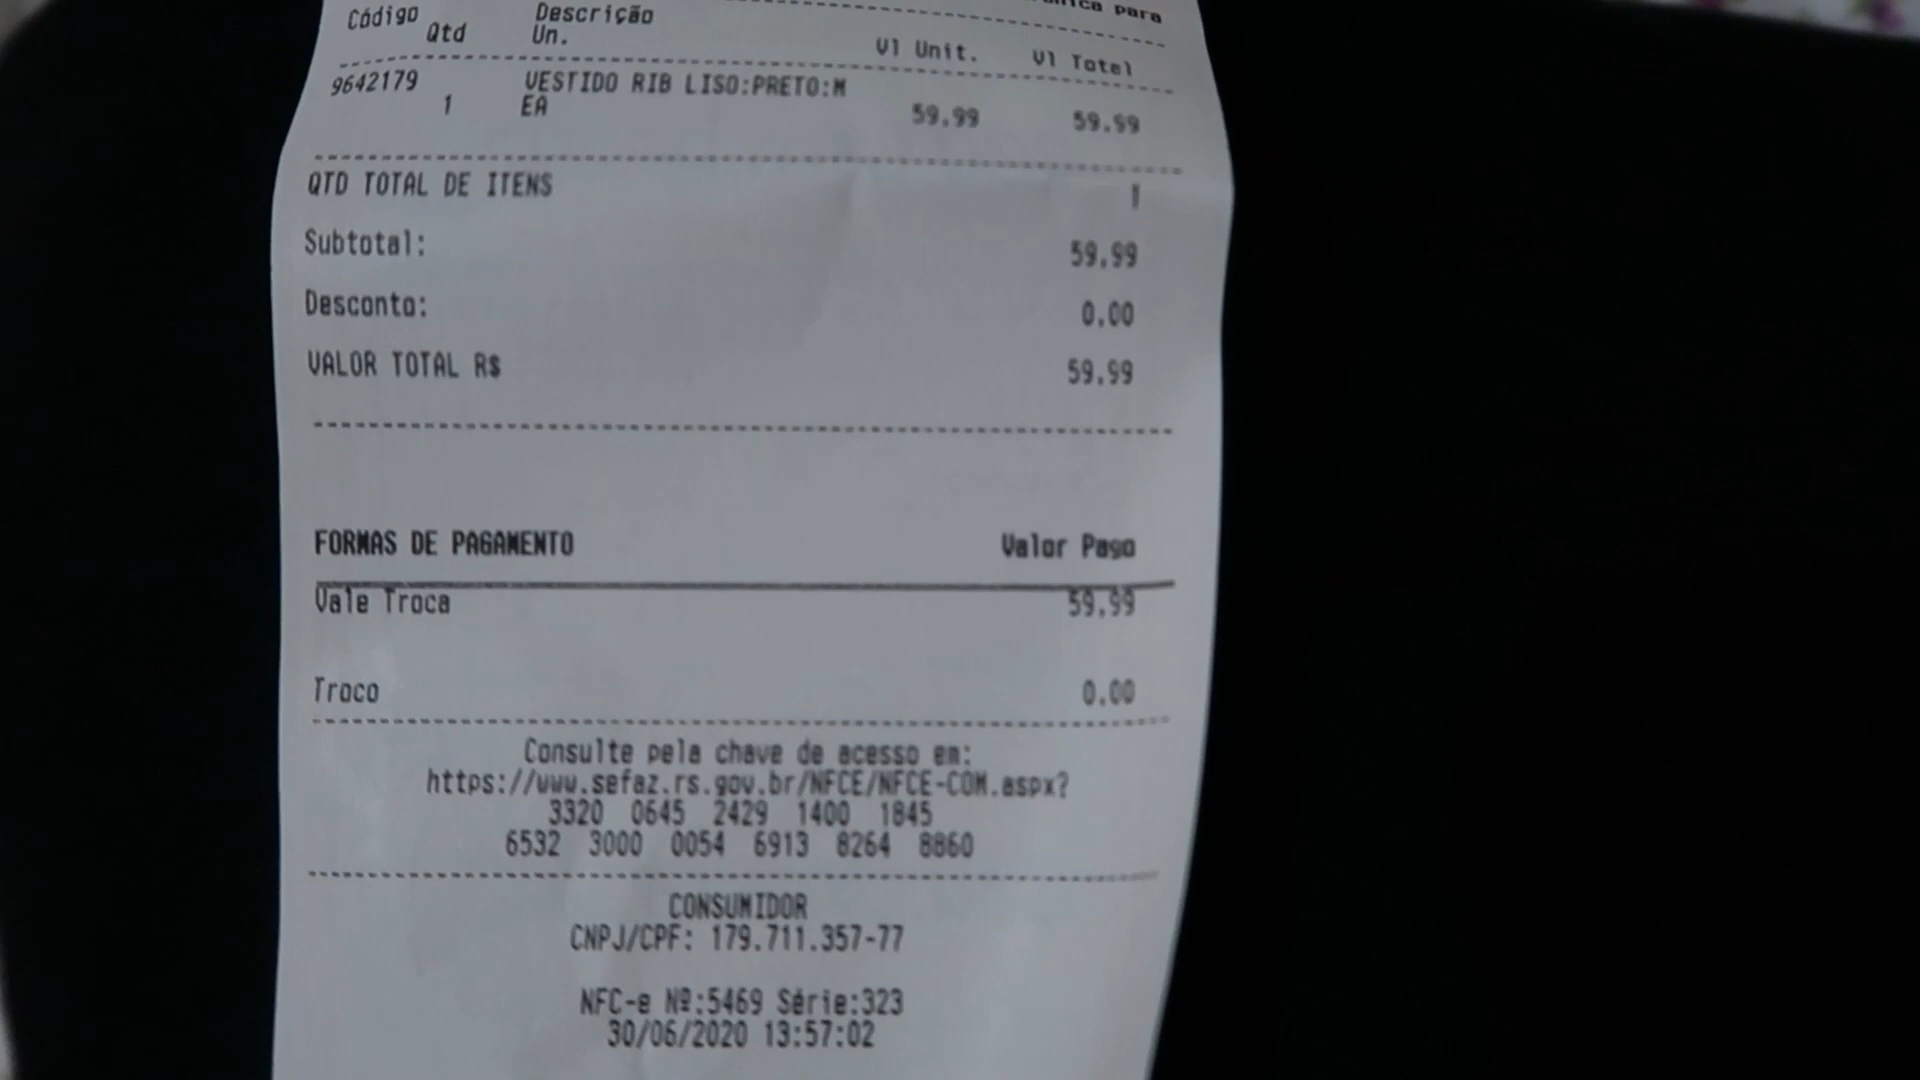 para
Código Descrição
Qtd Un. Vl Unit. Vl Total
9642179 VESTIDO RIB LISO:PRETO:M
1 EA 59,99 59,99
QTD TOTAL DE ITENS 1
Subtotal: 59,99
Desconto: 0,00
VALOR TOTAL R$ 59,99
FORMAS DE PAGAMENTO Valor Pago
Vale Troca 59,99
Troco 0,00
Consulte pela chave de acesso em:
https://www.sefaz.rs.gov.br/NFCE/NFCE-COM.aspx?
3320 0645 2429 1400 1845
6532 3000 0054 6913 8264 8860
CONSUMIDOR
CNPJ/CPF: 179.711.357-77
NFC-e Nº:5469 Série:323
30/06/2020 13:57:02